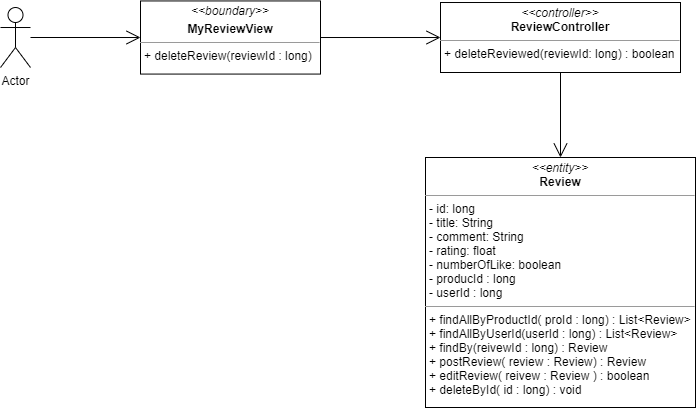 Actor
<<boundary>>
MyReviewView
+ deleteReview(reviewId : long)
<<controller>>
ReviewController
+ deleteReviewed(reviewId: long) : boolean
<<entity>>
Review
- id: long
- title: String
- comment: String
- rating: float
- numberOfLike: boolean
- producId : long
- userId : long
+ findAllByProductId( proId : long) : List<Review>
+ findAllByUserId(userId : long) : List<Review>
+ findBy(reivewId : long) : Review
+ postReview( review : Review) : Review
+ editReview( reivew : Review ) : boolean
+ deleteById( id : long) : void